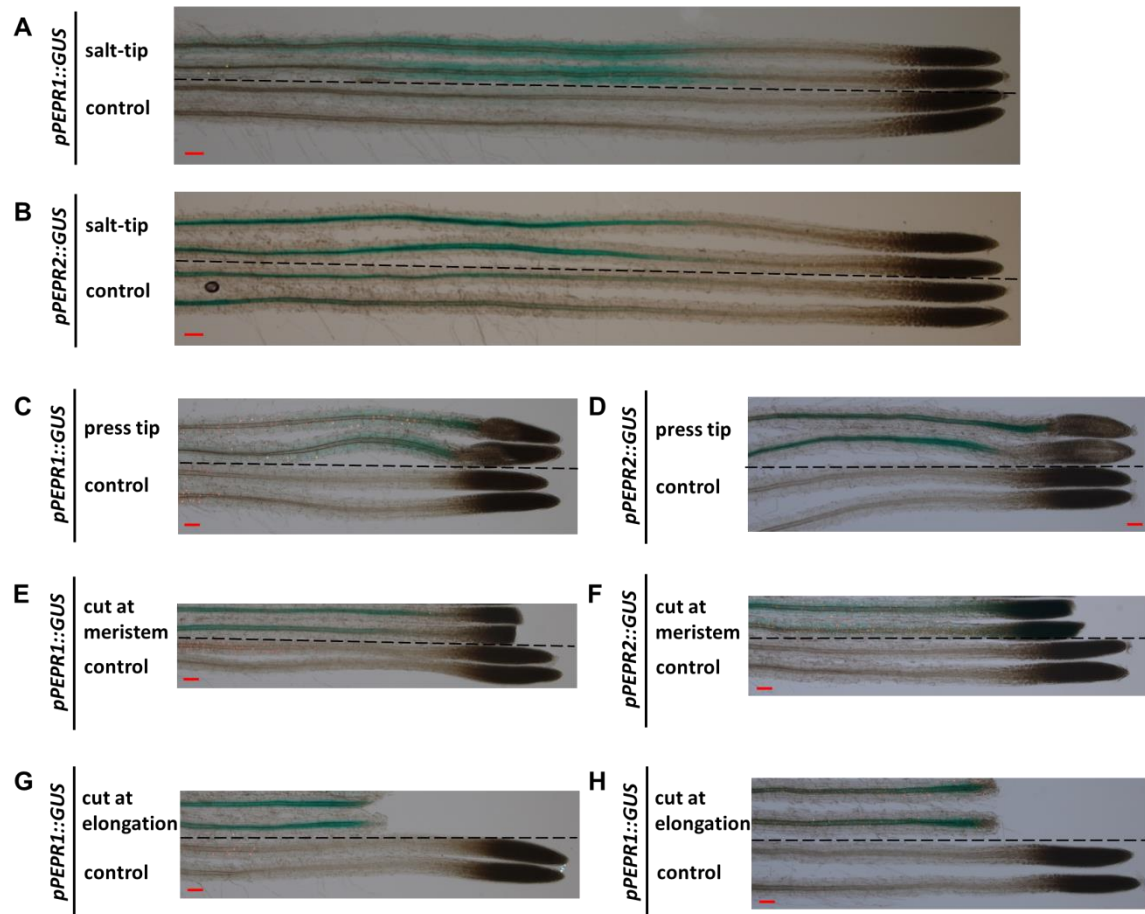 A
pPEPR1::GUS
salt-tip
control
B
pPEPR2::GUS
salt-tip
control
C
pPEPR1::GUS
press tip
control
D
pPEPR2::GUS
press tip
control
E
pPEPR1::GUS
cut at
meristem
control
F
pPEPR2::GUS
cut at
meristem
control
G
pPEPR1::GUS
cut at
elongation
control
H
pPEPR1::GUS
cut at
elongation
control